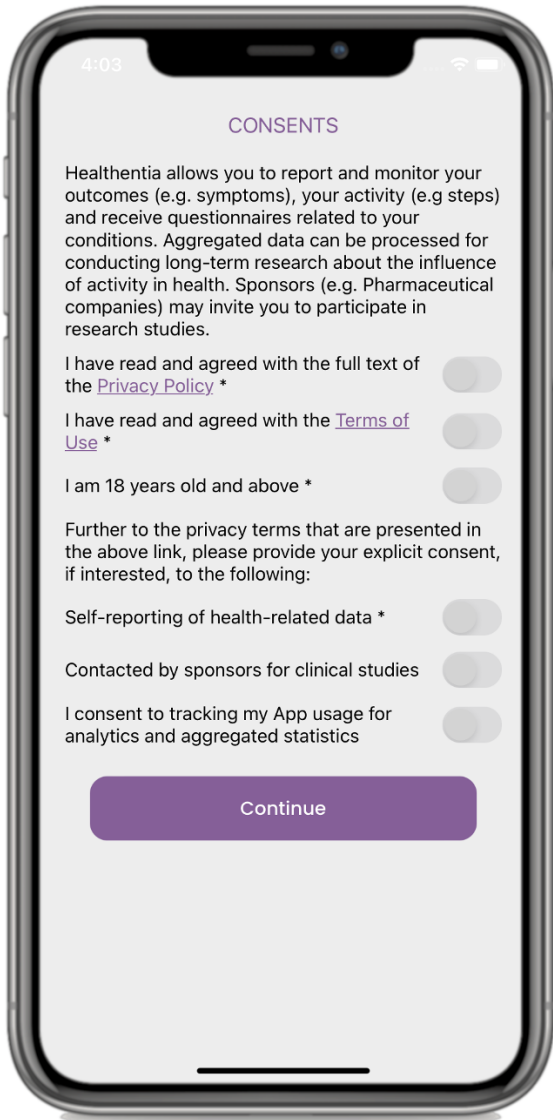 4:03
CONSENTS
Healthentia allows you to report and monitor your
outcomes (e.g. symptoms), your activity (e.g steps)
and receive questionnaires related to your
conditions. Aggregated data can be processed for
conducting long-term research about the influence
of activity in health. Sponsors (e.g. Pharmaceutical
companies) may invite you to participate in
research studies.
I have read and agreed with the full text of
the Privacy Policy *
I have read and agreed with the Terms of
Use *
I am 18 years old and above *
Further to the privacy terms that are presented in
the above link, please provide your explicit consent,
if interested, to the following:
Self-reporting of health-related data *
Contacted by sponsors for clinical studies
I consent to tracking my App usage for
analytics and aggregated statistics
Continue